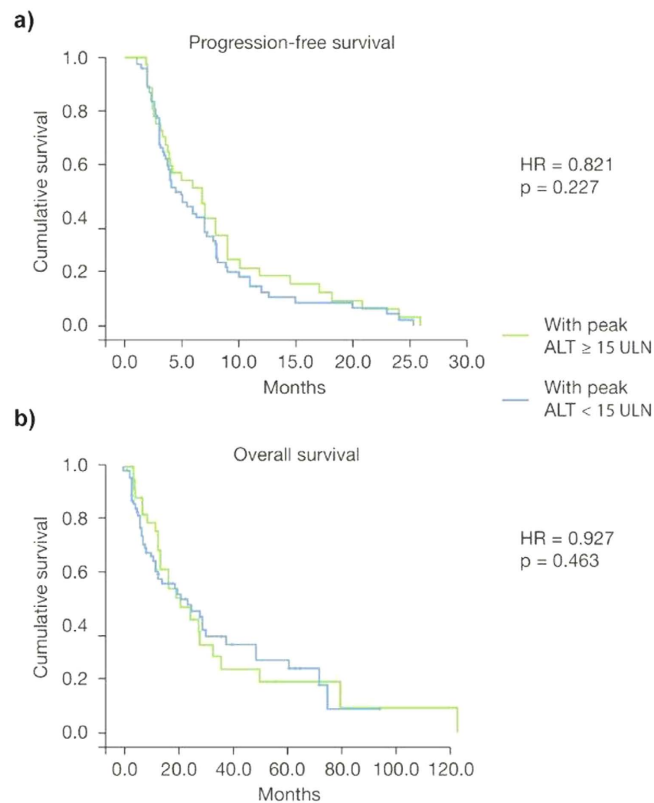 a)
Progression-free survival
Cumulative survival
1.0
0.8
0.6
0.4
0.2
0.0
0.0 5.0 10.0 15.0 20.0 25.0 30.0
Months
HR = 0.821
p = 0.227
With peak
ALT ≥ 15 ULN
With peak
ALT < 15 ULN
b)
Overall survival
Cumulative survival
1.0
0.8
0.6
0.4
0.2
0.0
0.0 20.0 40.0 60.0 80.0 100.0 120.0
Months
HR = 0.927
p = 0.463